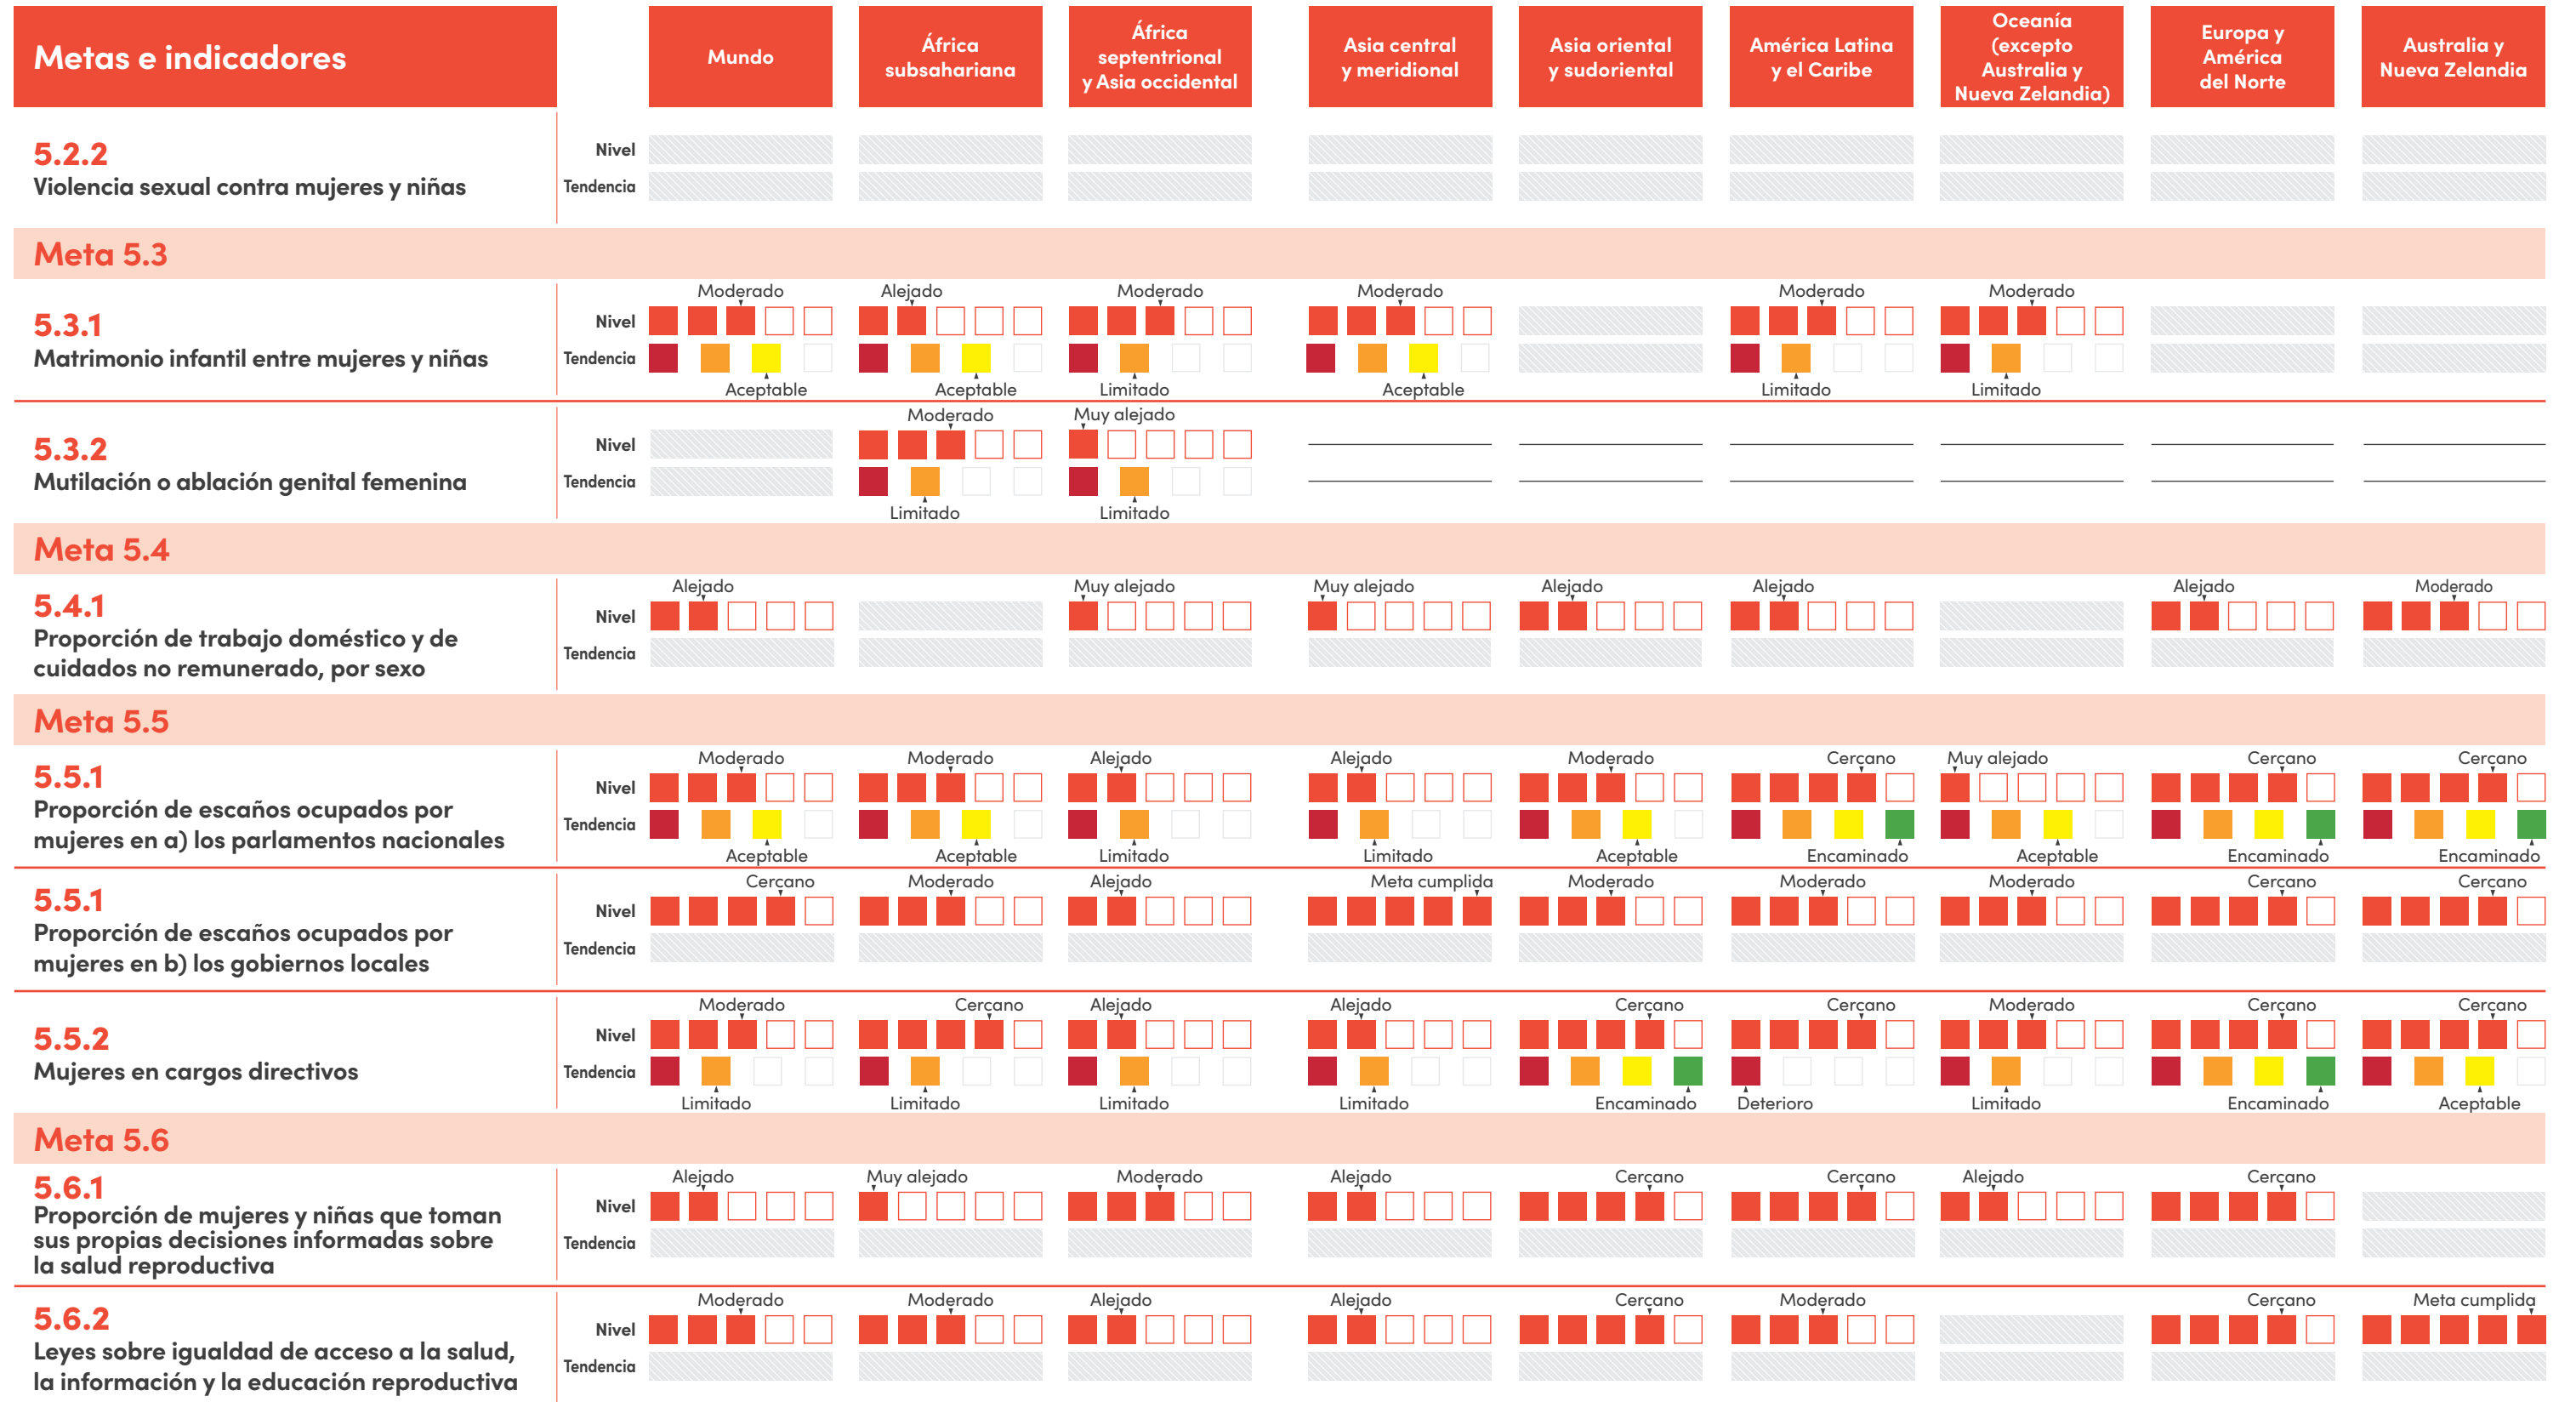 Metas e indicadores
Mundo
África
subsahariana
África
septentrional
y Asia occidental
Asia central
y meridional
Asia oriental
y sudoriental
América Latina
y el Caribe
Oceanía
(excepto
Australia y
Nueva Zelandia)
Europa y
América
del Norte
Australia y
Nueva Zelandia
5.2.2
Violencia sexual contra mujeres y niñas
Nivel
Tendencia
Meta 5.3
5.3.1
Matrimonio infantil entre mujeres y niñas
Moderado Alejado Moderado Moderado Moderado Moderado
Nivel
Tendencia
Aceptable Aceptable Limitado Aceptable Limitado Limitado
5.3.2
Mutilación o ablación genital femenina
Moderado Muy alejado
Nivel
Tendencia
Limitado Limitado
Meta 5.4
5.4.1
Proporción de trabajo doméstico y de
cuidados no remunerado, por sexo
Alejado Muy alejado Muy alejado Alejado Alejado Alejado Moderado
Nivel
Tendencia
Meta 5.5
5.5.1
Proporción de escaños ocupados por
mujeres en a) los parlamentos nacionales
Moderado Moderado Alejado Alejado Moderado Cercano Muy alejado Cercano Cercano
Nivel
Tendencia
Aceptable Aceptable Limitado Limitado Aceptable Encaminado Aceptable Encaminado Encaminado
5.5.1
Proporción de escaños ocupados por
mujeres en b) los gobiernos locales
Cercano Moderado Alejado Meta cumplida Moderado Moderado Moderado Cercano Cercano
Nivel
Tendencia
5.5.2
Mujeres en cargos directivos
Moderado Cercano Alejado Alejado Cercano Cercano Moderado Cercano Cercano
Nivel
Tendencia
Limitado Limitado Limitado Limitado Encaminado Deterioro Limitado Encaminado Aceptable
Meta 5.6
5.6.1
Proporción de mujeres y niñas que toman
sus propias decisiones informadas sobre
la salud reproductiva
Alejado Muy alejado Moderado Alejado Cercano Cercano Alejado Cercano
Nivel
Tendencia
5.6.2
Leyes sobre igualdad de acceso a la salud,
la información y la educación reproductiva
Moderado Moderado Alejado Alejado Cercano Moderado Cercano Meta cumplida
Nivel
Tendencia